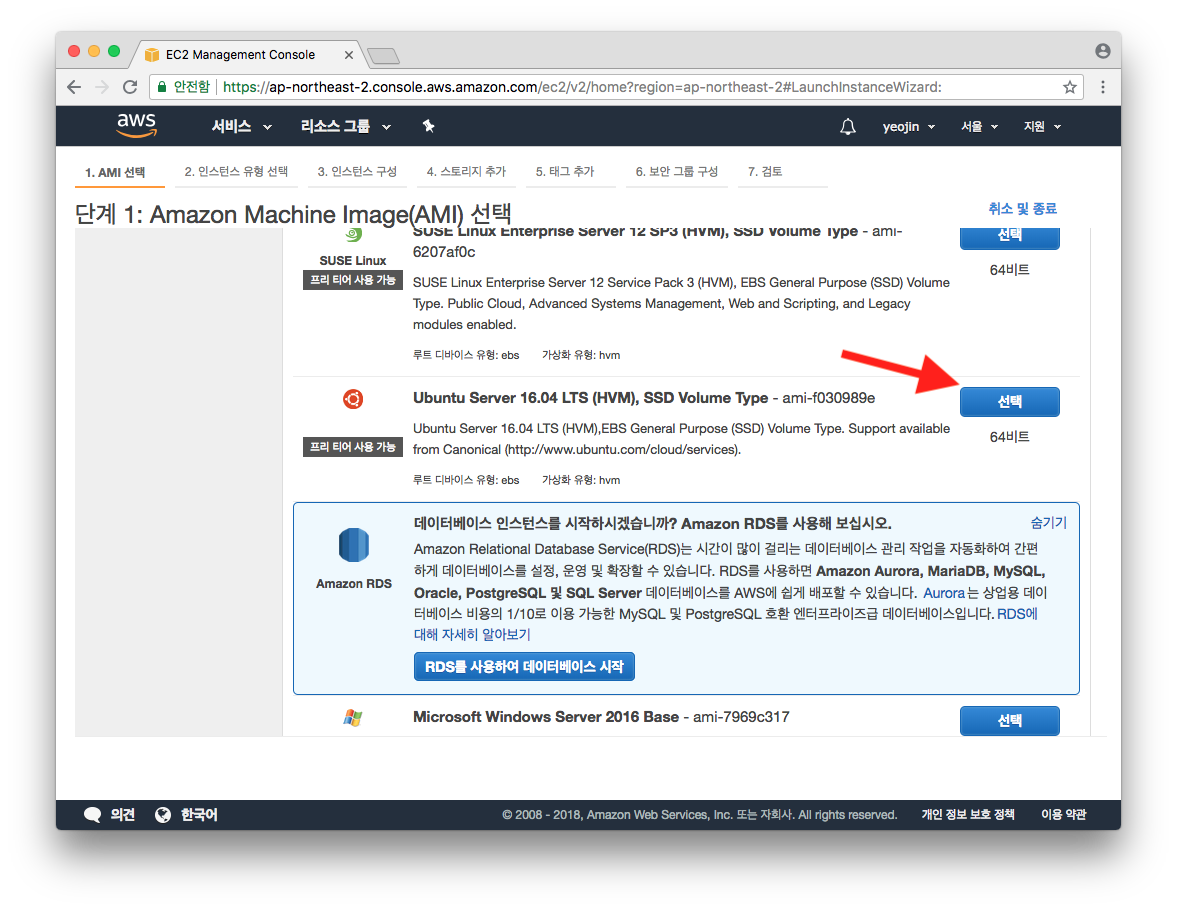 EC2 Management Console
안전함 https://ap-northeast-2.console.aws.amazon.com/ec2/v2/home?region=ap-northeast-2#LaunchInstanceWizard:
aws 서비스 리소스 그룹 yeojin 서울 지원
1. AMI 선택 2. 인스턴스 유형 선택 3. 인스턴스 구성 4. 스토리지 추가 5. 태그 추가 6. 보안 그룹 구성 7. 검토
단계 1: Amazon Machine Image(AMI) 선택 취소 및 종료
SUSE Linux Enterprise Server 12 SP3 (HVM), SSD Volume Type - ami-
6207af0c
선택
SUSE Linux
프리 티어 사용 가능
64비트
SUSE Linux Enterprise Server 12 Service Pack 3 (HVM), EBS General Purpose (SSD) Volume
Type. Public Cloud, Advanced Systems Management, Web and Scripting, and Legacy
modules enabled.
루트 디바이스 유형: ebs 가상화 유형: hvm
Ubuntu Server 16.04 LTS (HVM), SSD Volume Type - ami-f030989e
선택
프리 티어 사용 가능
64비트
Ubuntu Server 16.04 LTS (HVM),EBS General Purpose (SSD) Volume Type. Support available
from Canonical (http://www.ubuntu.com/cloud/services).
루트 디바이스 유형: ebs 가상화 유형: hvm
데이터베이스 인스턴스를 시작하시겠습니까? Amazon RDS를 사용해 보십시오. 숨기기
Amazon RDS
Amazon Relational Database Service(RDS)는 시간이 많이 걸리는 데이터베이스 관리 작업을 자동화하여 간편
하게 데이터베이스를 설정, 운영 및 확장할 수 있습니다. RDS를 사용하면 Amazon Aurora, MariaDB, MySQL,
Oracle, PostgreSQL 및 SQL Server 데이터베이스를 AWS에 쉽게 배포할 수 있습니다. Aurora는 상업용 데이
터베이스 비용의 1/10로 이용 가능한 MySQL 및 PostgreSQL 호환 엔터프라이즈급 데이터베이스입니다. RDS에
대해 자세히 알아보기
RDS를 사용하여 데이터베이스 시작
Microsoft Windows Server 2016 Base - ami-7969c317
선택
의견 한국어 © 2008 - 2018, Amazon Web Services, Inc. 또는 자회사. All rights reserved. 개인 정보 보호 정책 이용 약관